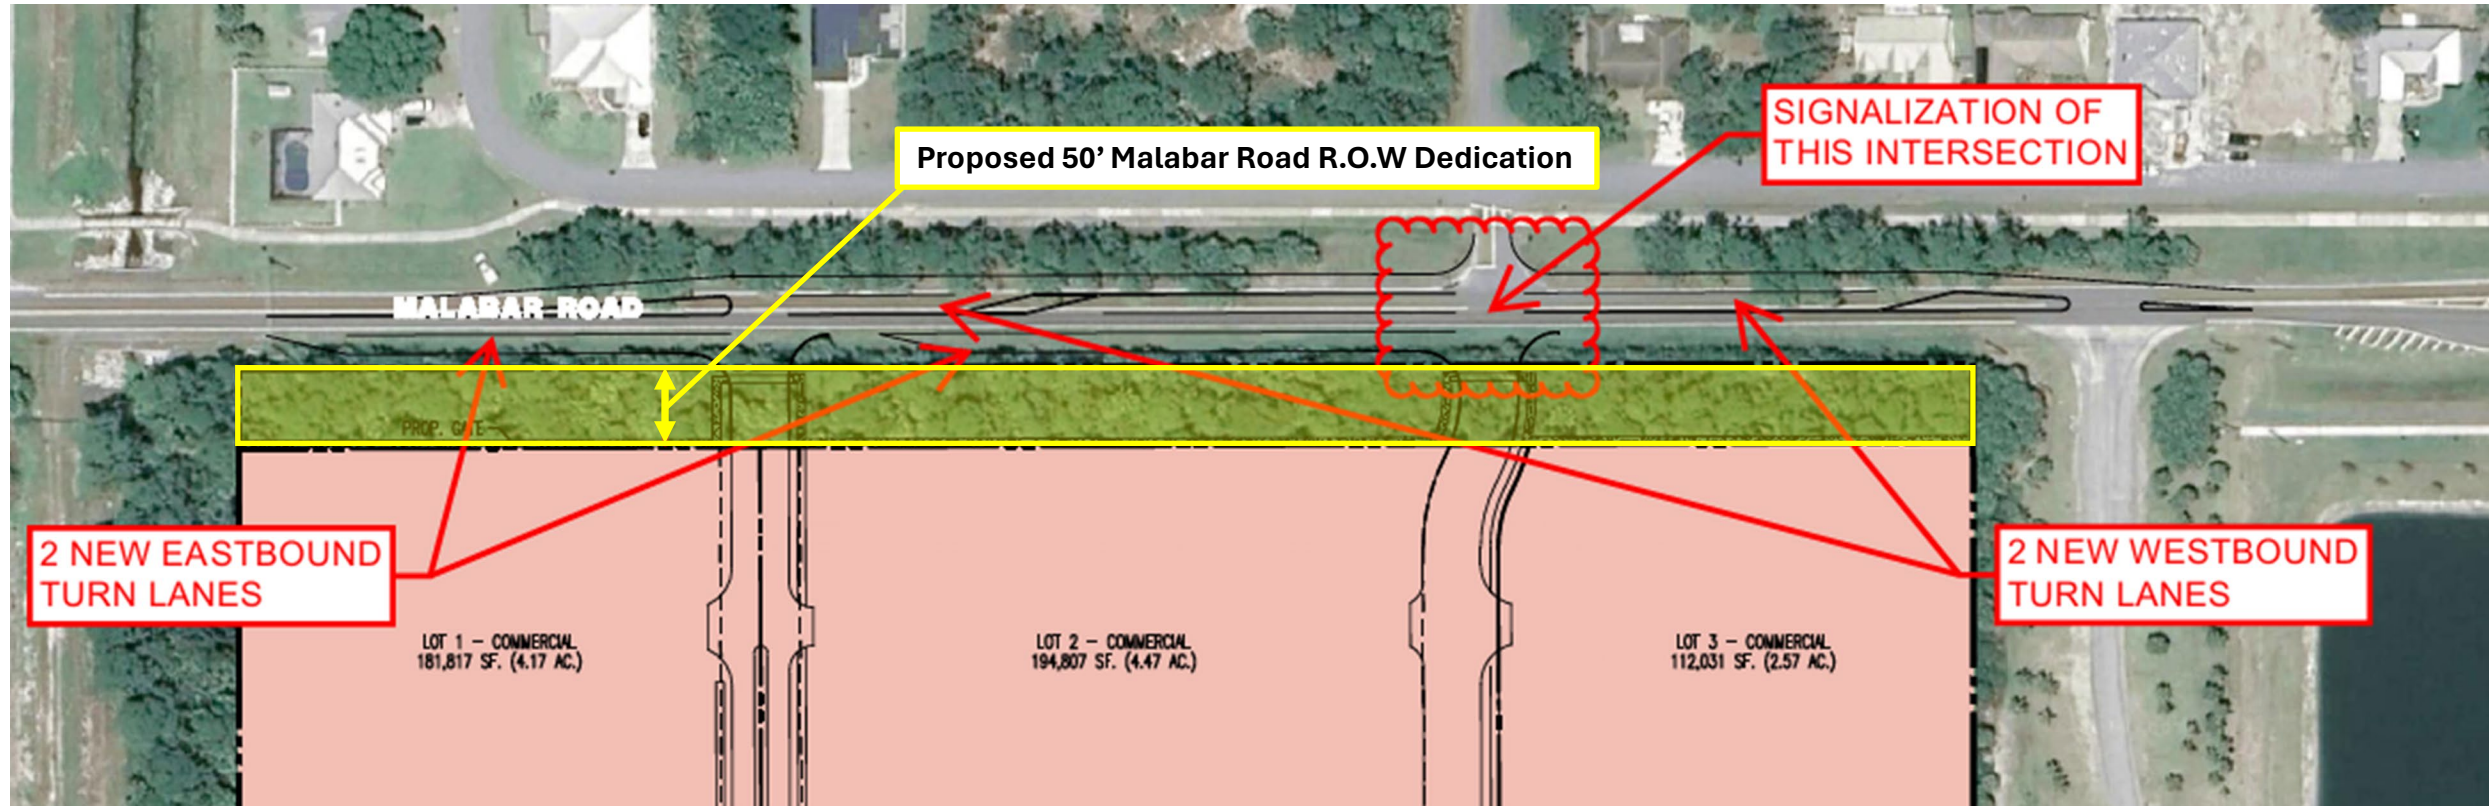 Proposed 50’ Malabar Road R.O.W Dedication
SIGNALIZATION OF
THIS INTERSECTION
MALABAR ROAD
PROP. GATE
2 NEW EASTBOUND
TURN LANES
2 NEW WESTBOUND
TURN LANES
LOT 1 - COMMERCIAL
181,817 SF. (4.17 AC.)
LOT 2 - COMMERCIAL
194,807 SF. (4.47 AC.)
LOT 3 - COMMERCIAL
112,031 SF. (2.57 AC.)